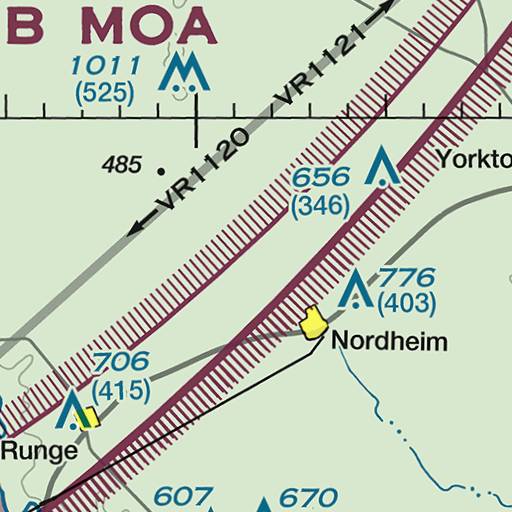 B MOA
1011
(525)
VR1121
VR1120
485
Yorkto
656
(346)
776
(403)
Nordheim
706
(415)
Runge
607
670